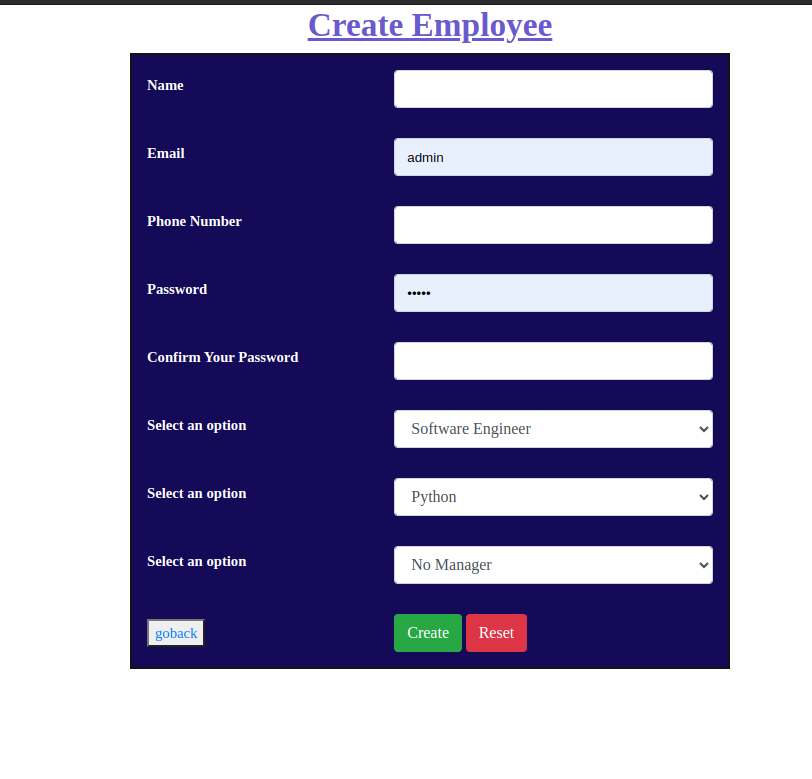 Create Employee
Name
Email admin
Phone Number
Password •••••
Confirm Your Password
Select an option Software Engineer
Select an option Python
Select an option No Manager
goback Create Reset